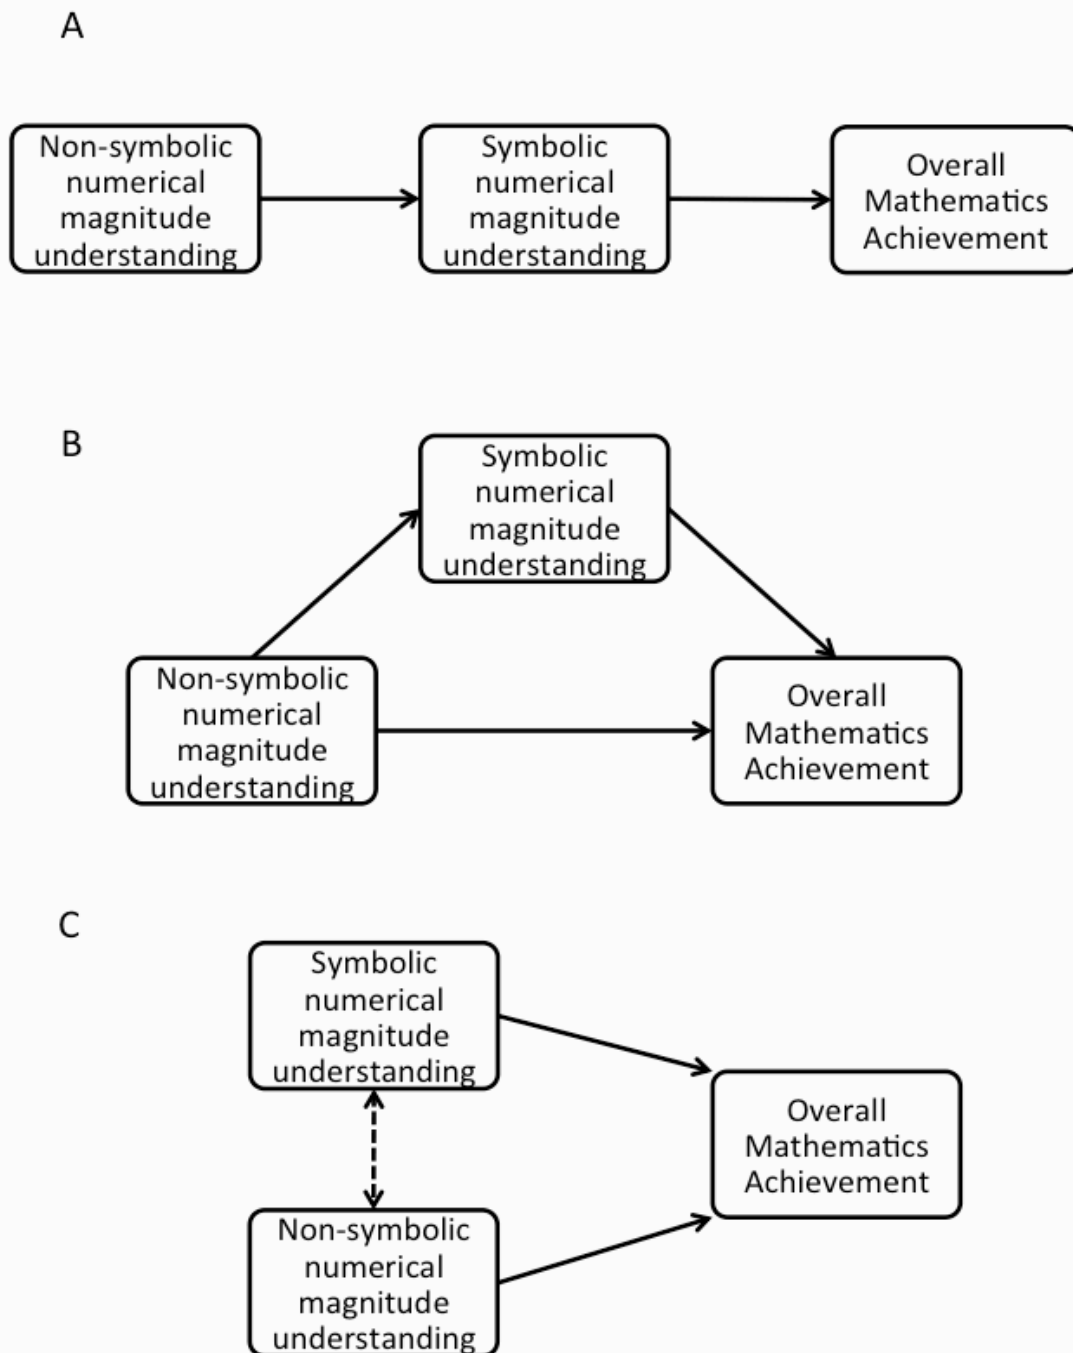 A
Non-symbolic
numerical
magnitude
understanding
Symbolic
numerical
magnitude
understanding
Overall
Mathematics
Achievement
B
Symbolic
numerical
magnitude
understanding
Non-symbolic
numerical
magnitude
understanding
Overall
Mathematics
Achievement
C
Symbolic
numerical
magnitude
understanding
Overall
Mathematics
Achievement
Non-symbolic
numerical
magnitude
understanding